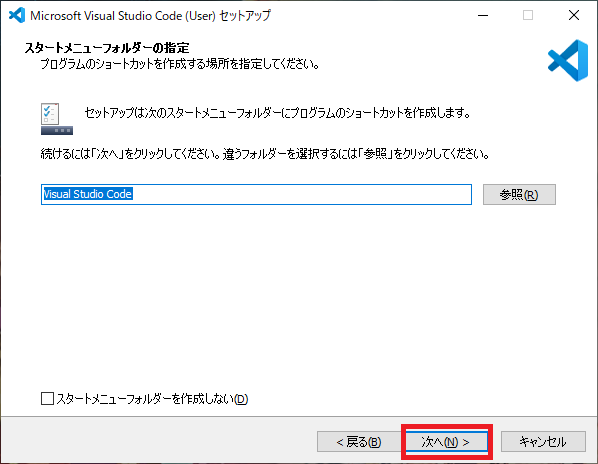 Microsoft Visual Studio Code (User) セットアップ
スタートメニューフォルダーの指定
プログラムのショートカットを作成する場所を指定してください。
セットアップは次のスタートメニューフォルダーにプログラムのショートカットを作成します。
続けるには「次へ」をクリックしてください。違うフォルダーを選択するには「参照」をクリックしてください。
Visual Studio Code
参照(R)
スタートメニューフォルダーを作成しない(D)
< 戻る(B)
次へ(N) >
キャンセル